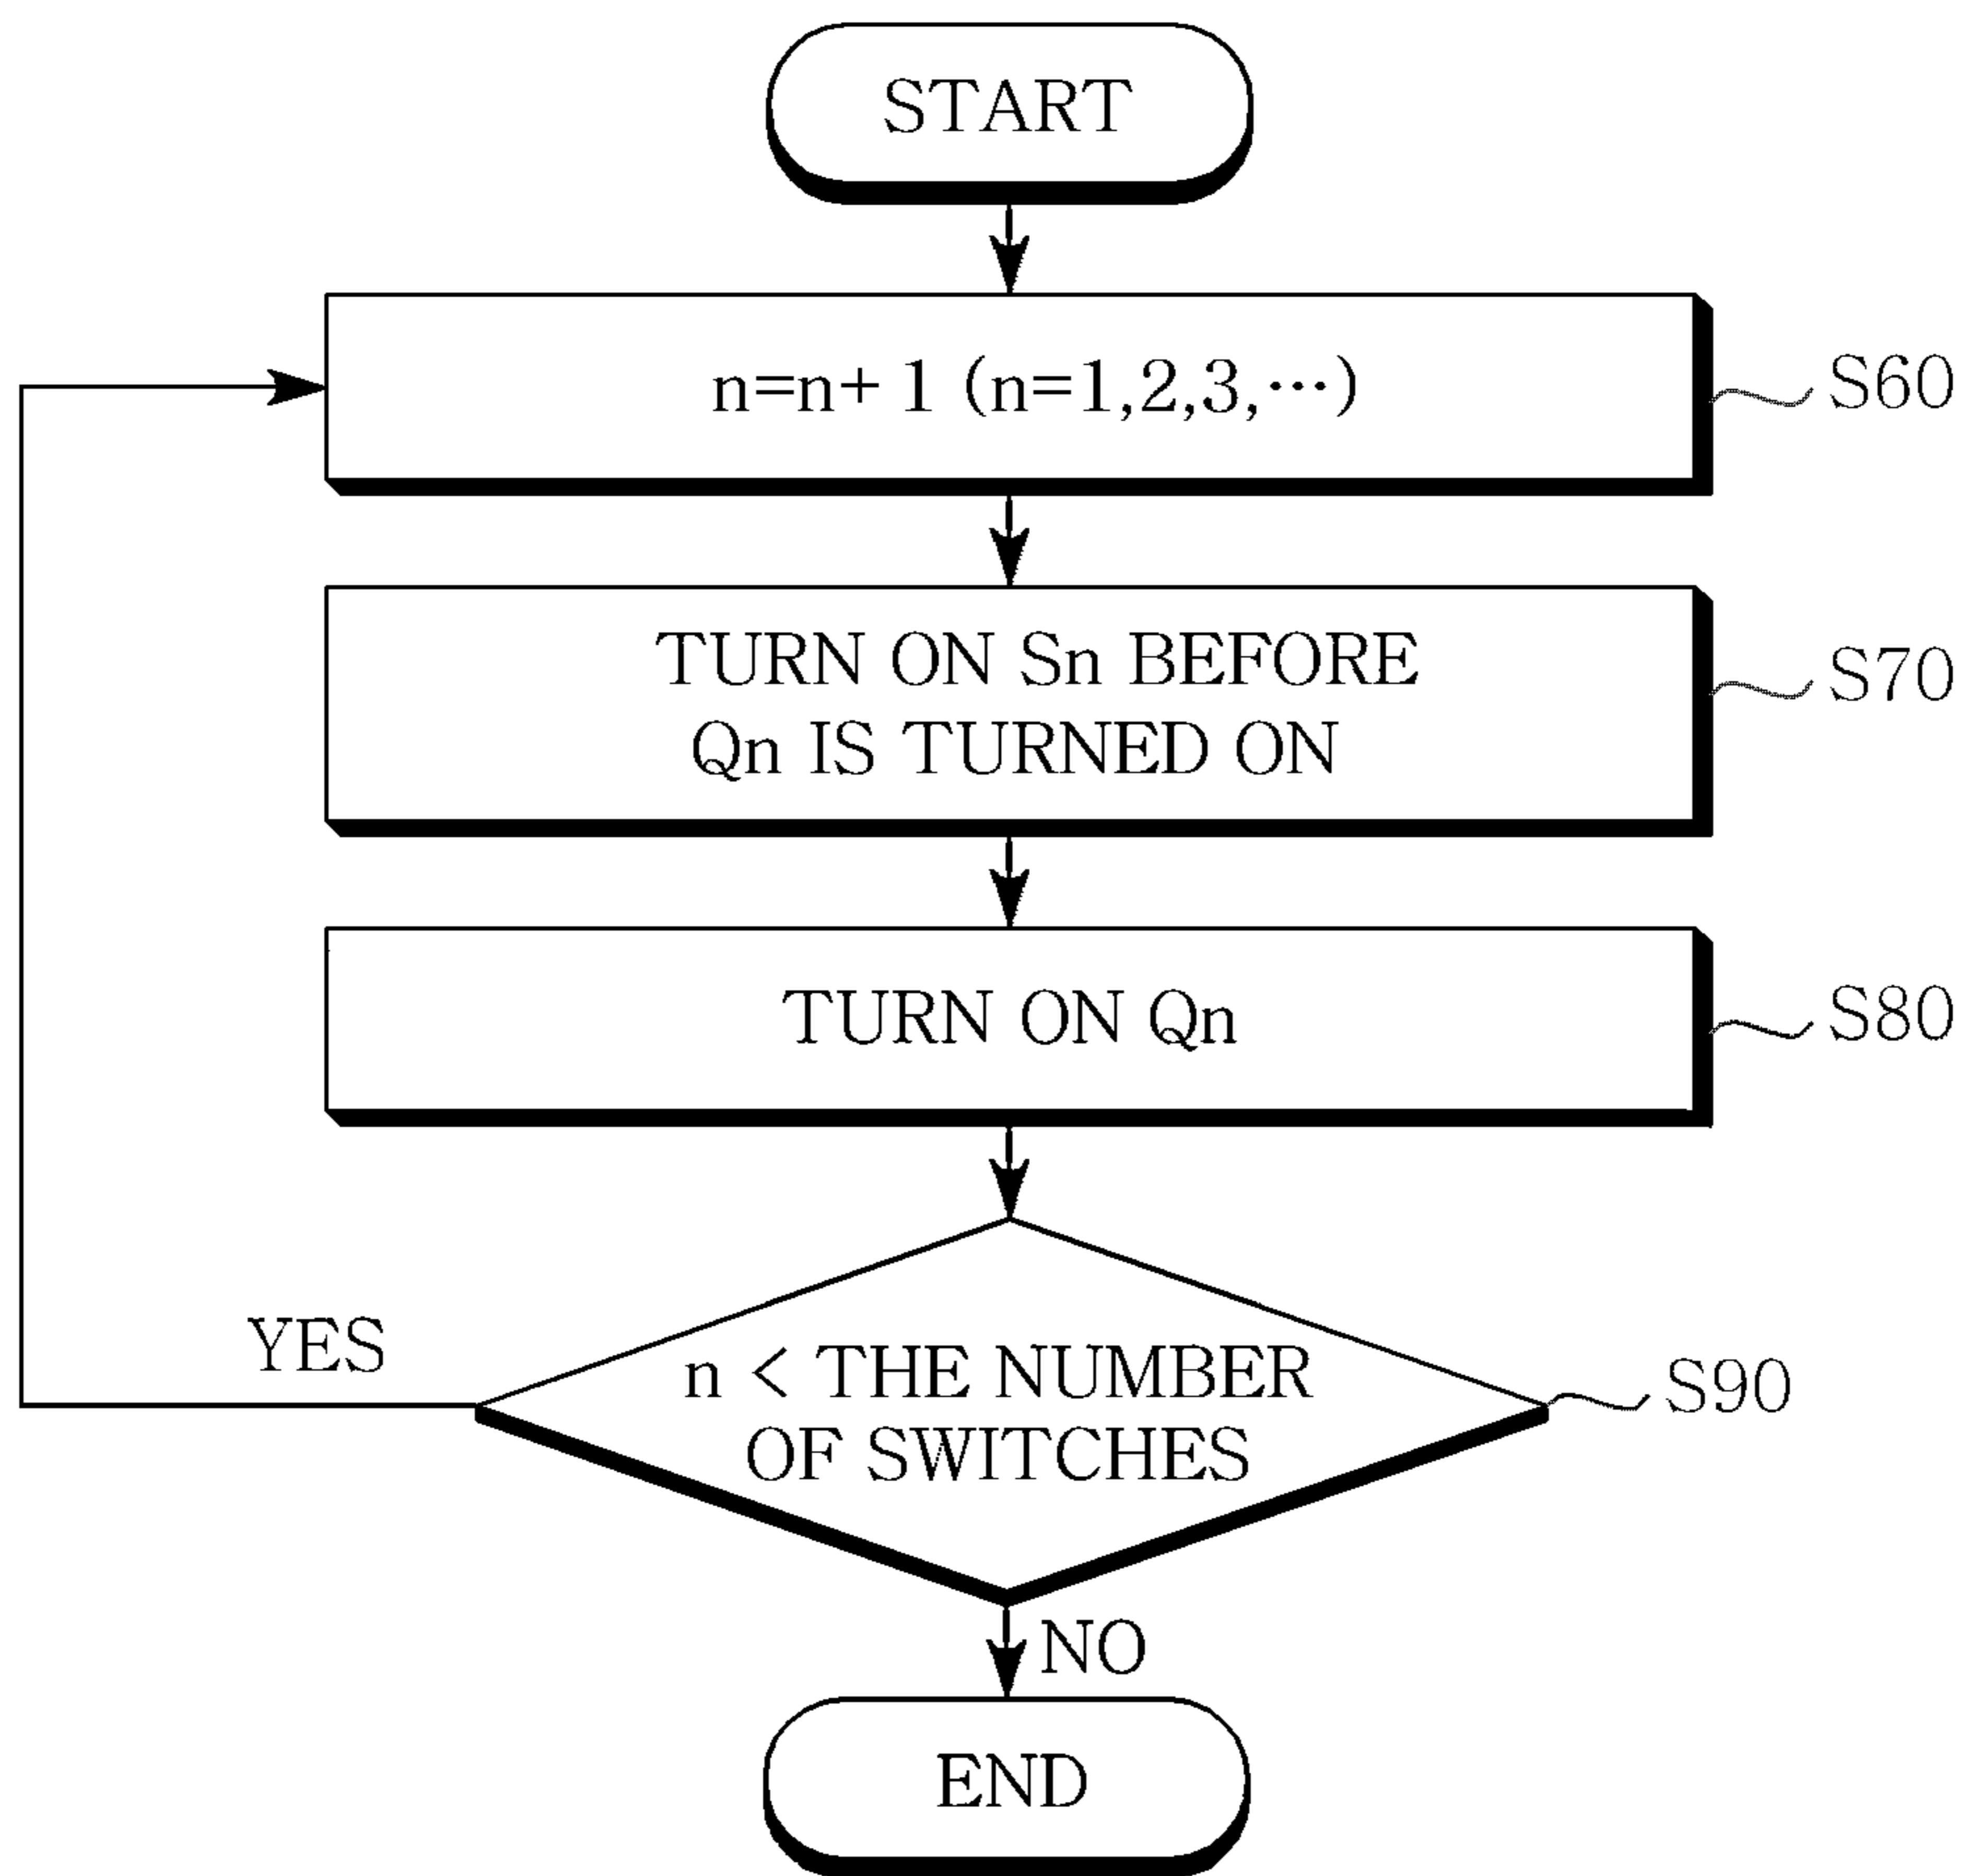 START
n=n+ 1 (n=1,2,3,⋯)
S60
TURN ON Sn BEFORE
Qn IS TURNED ON
S70
TURN ON Qn
S80
YES
n < THE NUMBER
OF SWITCHES
S90
NO
END